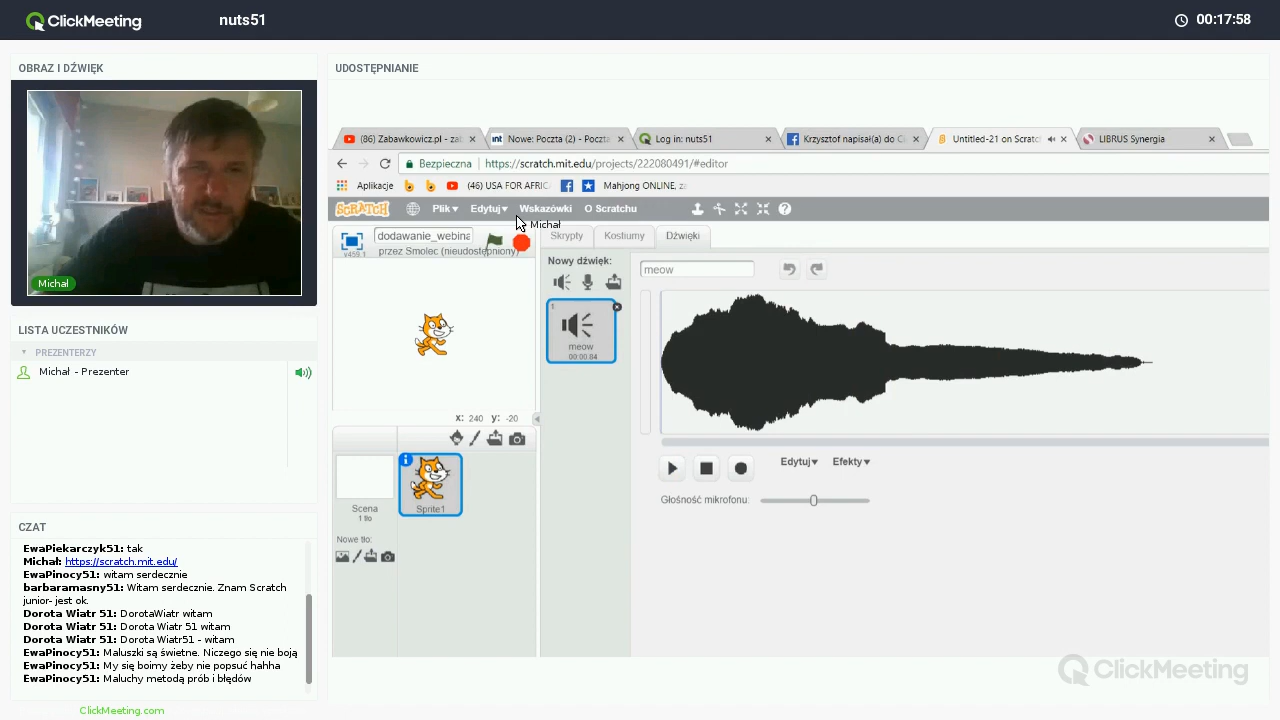 ClickMeeting
nuts51
00:17:58
OBRAZ I DŹWIĘK
Michał
LISTA UCZESTNIKÓW
PREZENTERZY
Michał - Prezenter
CZAT
EwaPiekarczyk51: tak
Michał: https://scratch.mit.edu/
EwaPinocy51: witam serdecznie
barbaramasny51: Witam serdecznie. Znam Scratch
junior- jest ok.
Dorota Wiatr 51: DorotaWiatr witam
Dorota Wiatr 51: Dorota Wiatr 51 witam
Dorota Wiatr 51: Dorota Wiatr51 - witam
EwaPinocy51: Maluszki są świetne. Niczego się nie boją
EwaPinocy51: My się boimy żeby nie popsuć hahha
EwaPinocy51: Maluchy metodą prób i błędów
ClickMeeting.com
UDOSTĘPNIANIE
(86) Zabawkowicz.pl - za
Nowe: Poczta (2) - Poczt
Log in: nuts51
Krzysztof napisał(a) do
Untitled-21 on Scratc
LIBRUS Synergia
Bezpieczna https://scratch.mit.edu/projects/222080491/#editor
Aplikacje
(46) USA FOR AFRIC
Mahjong ONLINE, z
SCRATCH
Plik
Edytuj
Wskazówki
O Scratchu
Michał
v459.1
dodawanie_webina
przez Smolec (nieudostępniony)
Skrypty
Kostiumy
Dźwięki
Nowy dźwięk:
meow
1
meow
00:00.84
x: 240 y: -20
Sprite1
Scena
1 tło
Nowe tło:
Edytuj
Efekty
Głośność mikrofonu:
ClickMeeting